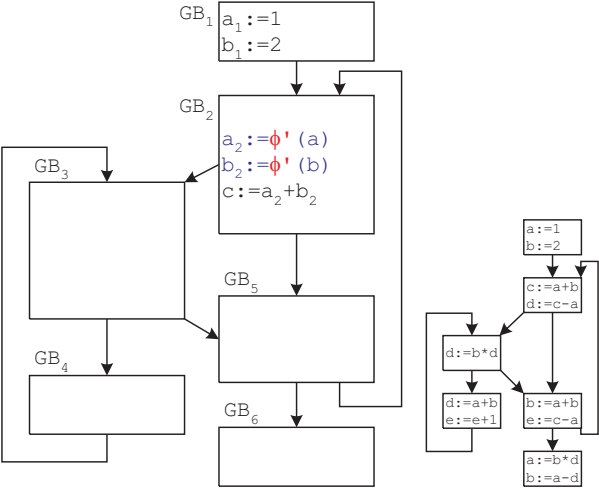 GB₁
a₁:=1
b₁:=2
GB₂
a₂:=ϕ'(a)
b₂:=ϕ'(b)
c:=a₂+b₂
GB₃
GB₅
GB₄
GB₆
a:=1
b:=2
c:=a+b
d:=c-a
d:=b*d
d:=a+b
e:=e+1
b:=a+b
e:=c-a
a:=b*d
b:=a-d